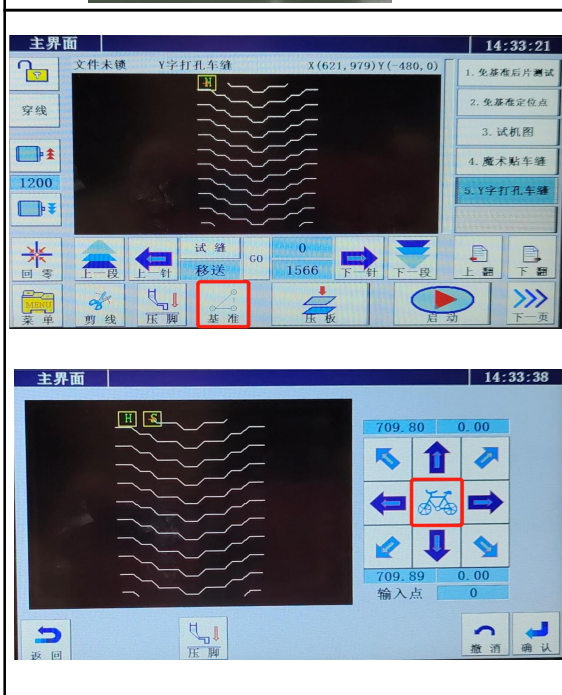 主界面 14:33:21
文件未锁 Y字打孔车缝 X(621,979)Y(-480,0)
H
1.免基准后片测试
2.免基准定位点
3.试机图
4.魔术贴车缝
5.Y字打孔车缝
穿线
1200
回零 上一段 上一针 试缝 GO 0 下一针 下一段 上翻 下翻
移送 1566
MENU
菜单 剪线 压脚 基准 压板 启动 下一页
主界面 14:33:38
H S
709.80 0.00
709.89 0.00
输入点 0
返回 压脚 撤消 确认